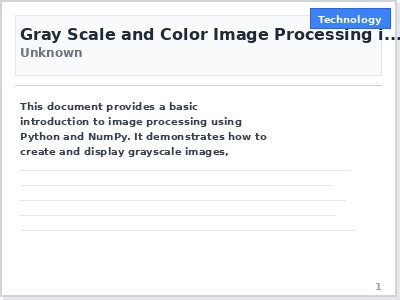 Technology
Gray Scale and Color Image Processing i...
Unknown
This document provides a basic
introduction to image processing using
Python and NumPy. It demonstrates how to
create and display grayscale images,
1